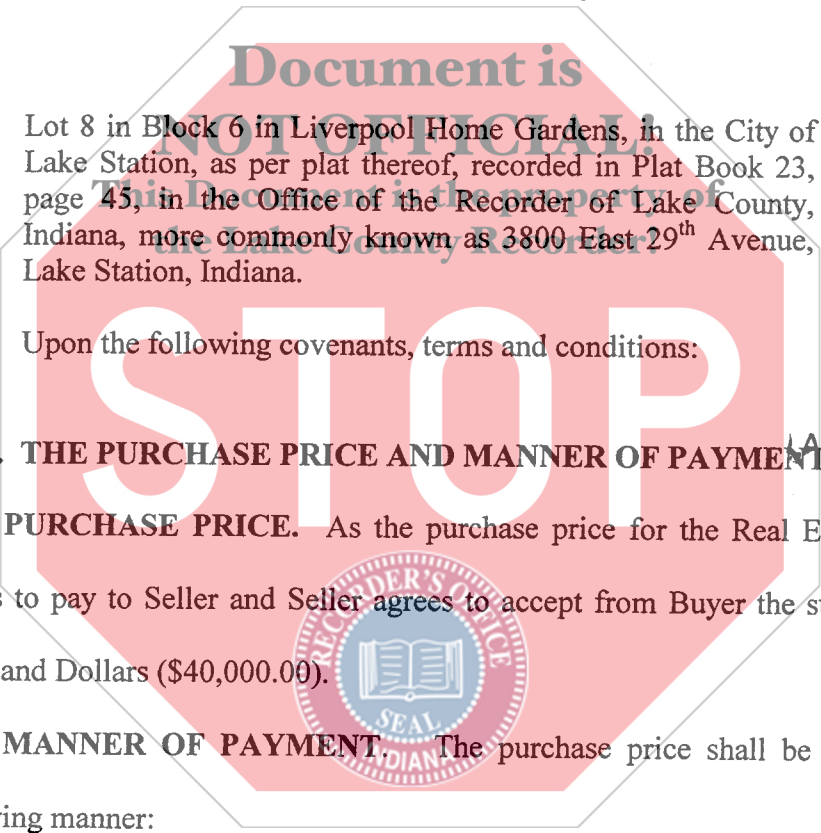 Document is
NOT OFFICIAL!
This Document is the property of
the Lake County Recorder!
Lot 8 in Block 6 in Liverpool Home Gardens, in the City of
Lake Station, as per plat thereof, recorded in Plat Book 23,
page 45, in the Office of the Recorder of Lake County,
Indiana, more commonly known as 3800 East 29th Avenue,
Lake Station, Indiana.
Upon the following covenants, terms and conditions:
STOP
THE PURCHASE PRICE AND MANNER OF PAYMENT
PURCHASE PRICE. As the purchase price for the Real E
s to pay to Seller and Seller agrees to accept from Buyer the s
and Dollars ($40,000.00).
RECORDER'S OFFICE
SEAL
INDIANA
MANNER OF PAYMENT. The purchase price shall be
ing manner: